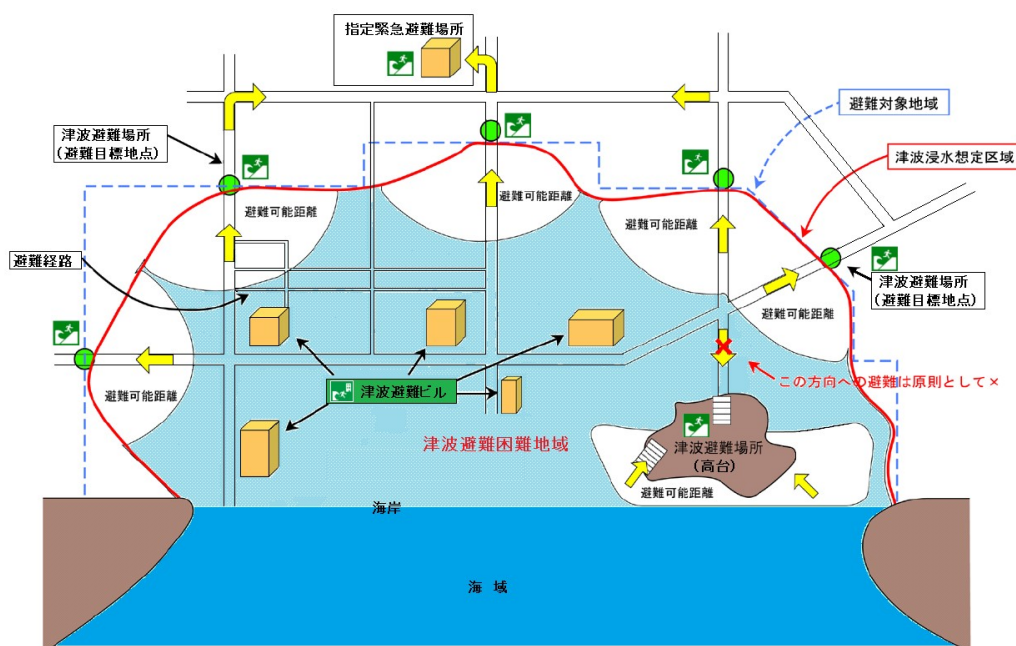 指定緊急避難場所
避難対象地域
津波避難場所
(避難目標地点)
津波浸水想定区域
避難可能距離
避難可能距離
避難可能距離
避難経路
津波避難場所
(避難目標地点)
避難可能距離
避難可能距離
この方向への避難は原則として×
津波避難ビル
津波避難困難地域
津波避難場所
(高台)
避難可能距離
海岸
海 域